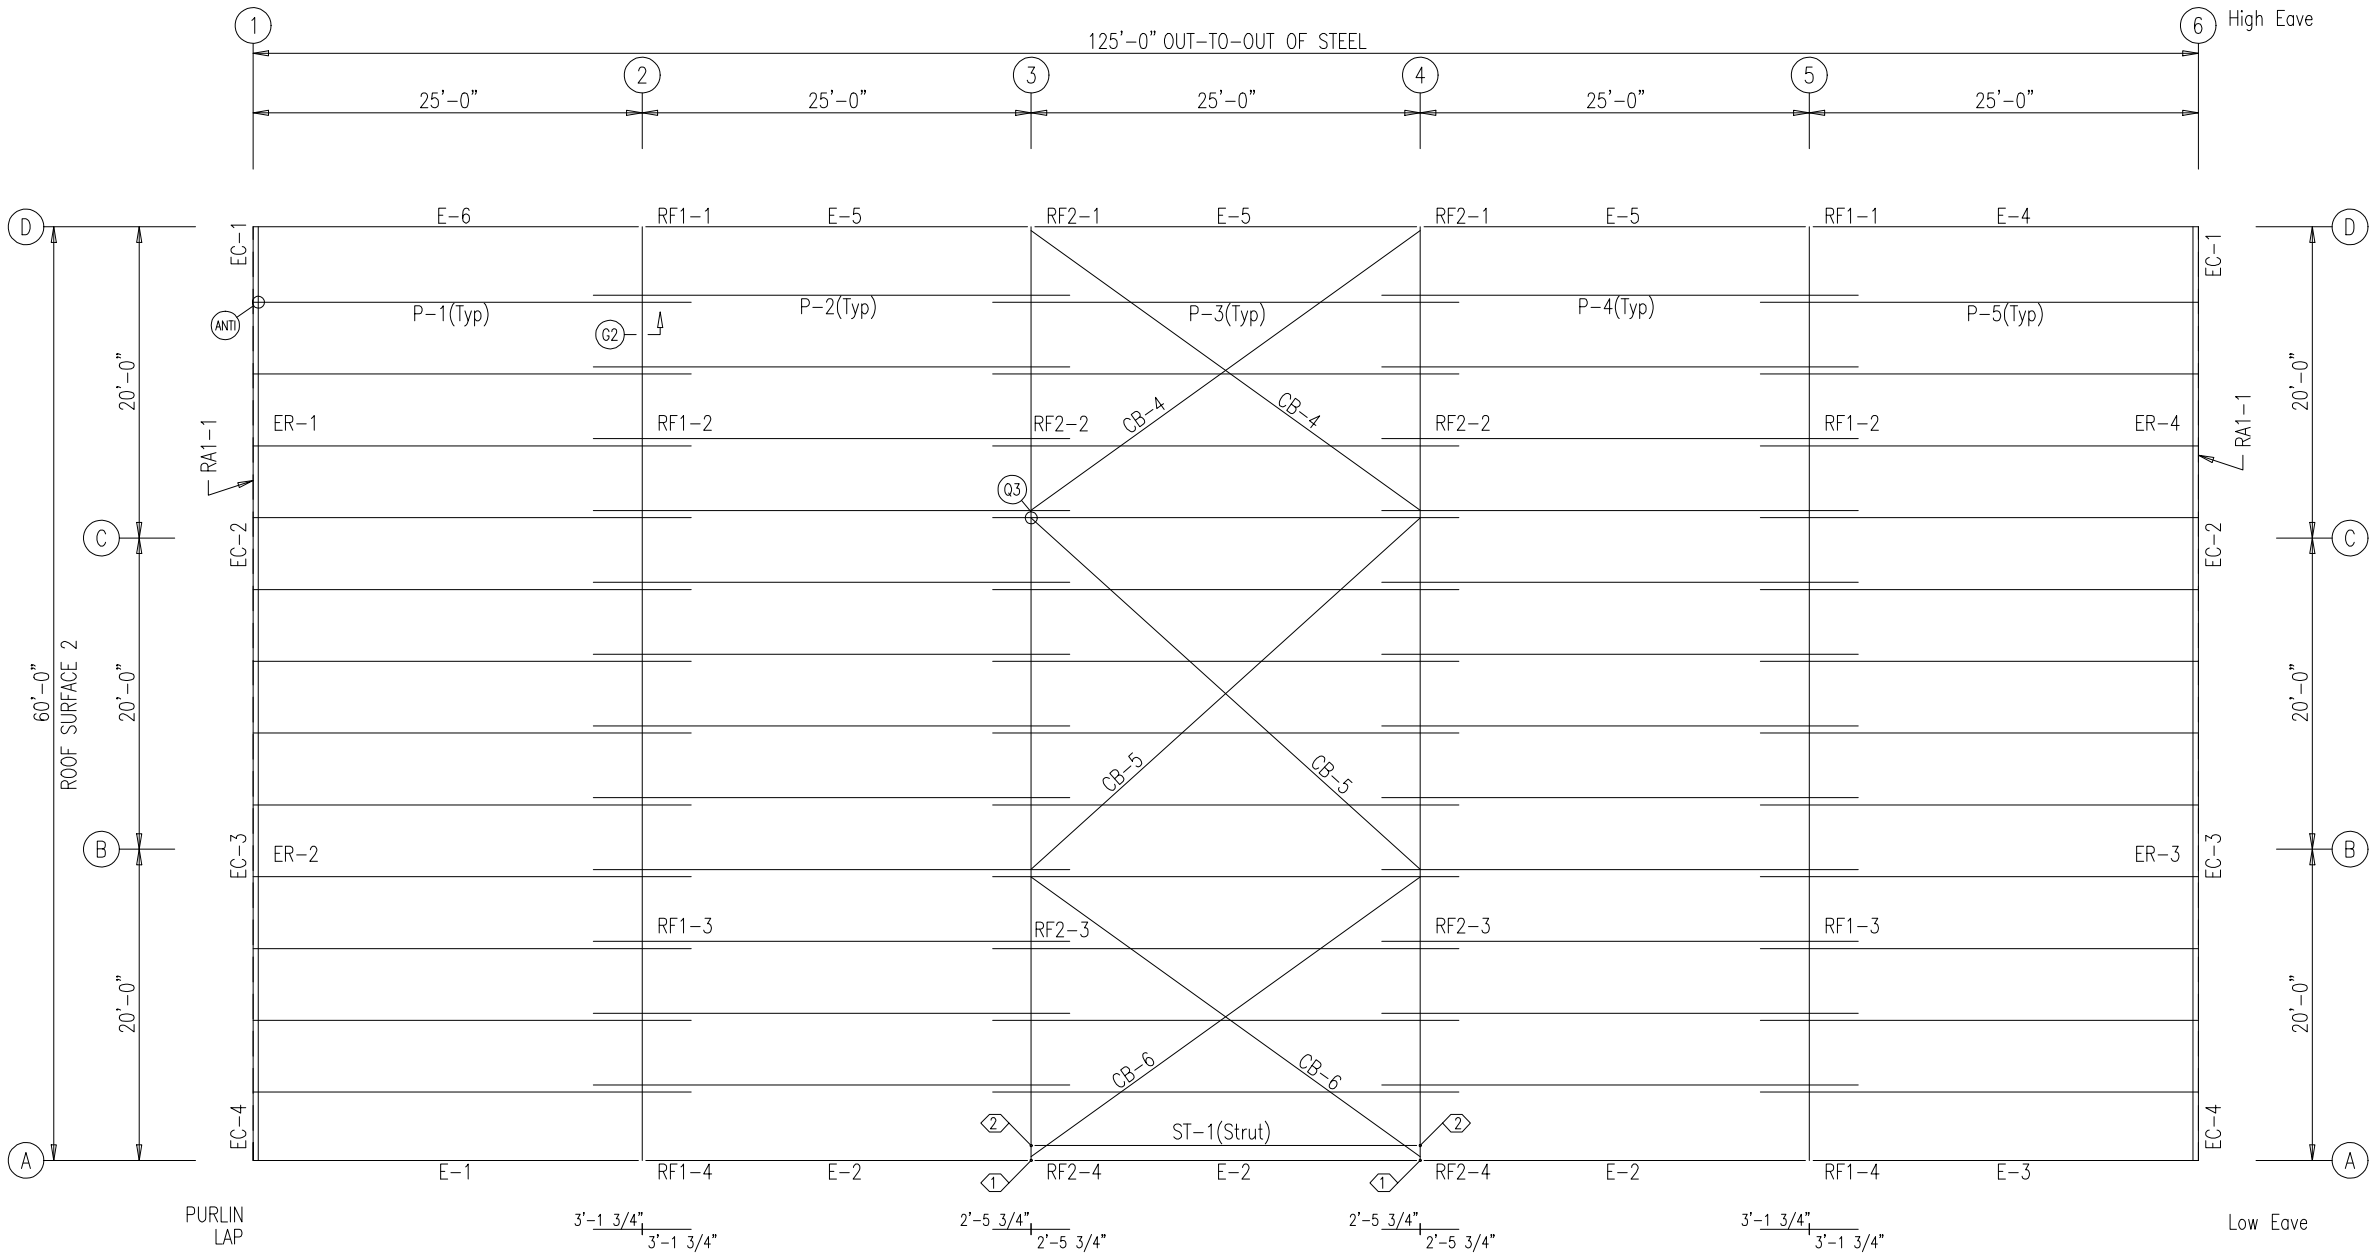 1
6
High Eave
125'-0" OUT-TO-OUT OF STEEL
2
3
4
5
25'-0"
25'-0"
25'-0"
25'-0"
25'-0"
D
E-6
RF1-1
E-5
RF2-1
E-5
RF2-1
E-5
RF1-1
E-4
D
EC-1
EC-1
P-1(Typ)
P-2(Typ)
P-3(Typ)
P-4(Typ)
P-5(Typ)
ANTI
G2
20'-0"
20'-0"
RA1-1
ER-1
RF1-2
RF2-2
CB-4
CB-4
RF2-2
RF1-2
ER-4
RA1-1
Q3
C
EC-2
EC-2
C
60'-0"
ROOF SURFACE 2
20'-0"
20'-0"
CB-5
CB-5
B
EC-3
ER-2
ER-3
EC-3
B
RF1-3
RF2-3
RF2-3
RF1-3
20'-0"
20'-0"
CB-6
CB-6
EC-4
2
ST-1(Strut)
2
EC-4
A
E-1
RF1-4
E-2
1
RF2-4
E-2
1
RF2-4
E-2
RF1-4
E-3
A
PURLIN
LAP
3'-1 3/4"
3'-1 3/4"
2'-5 3/4"
2'-5 3/4"
2'-5 3/4"
2'-5 3/4"
3'-1 3/4"
3'-1 3/4"
Low Eave